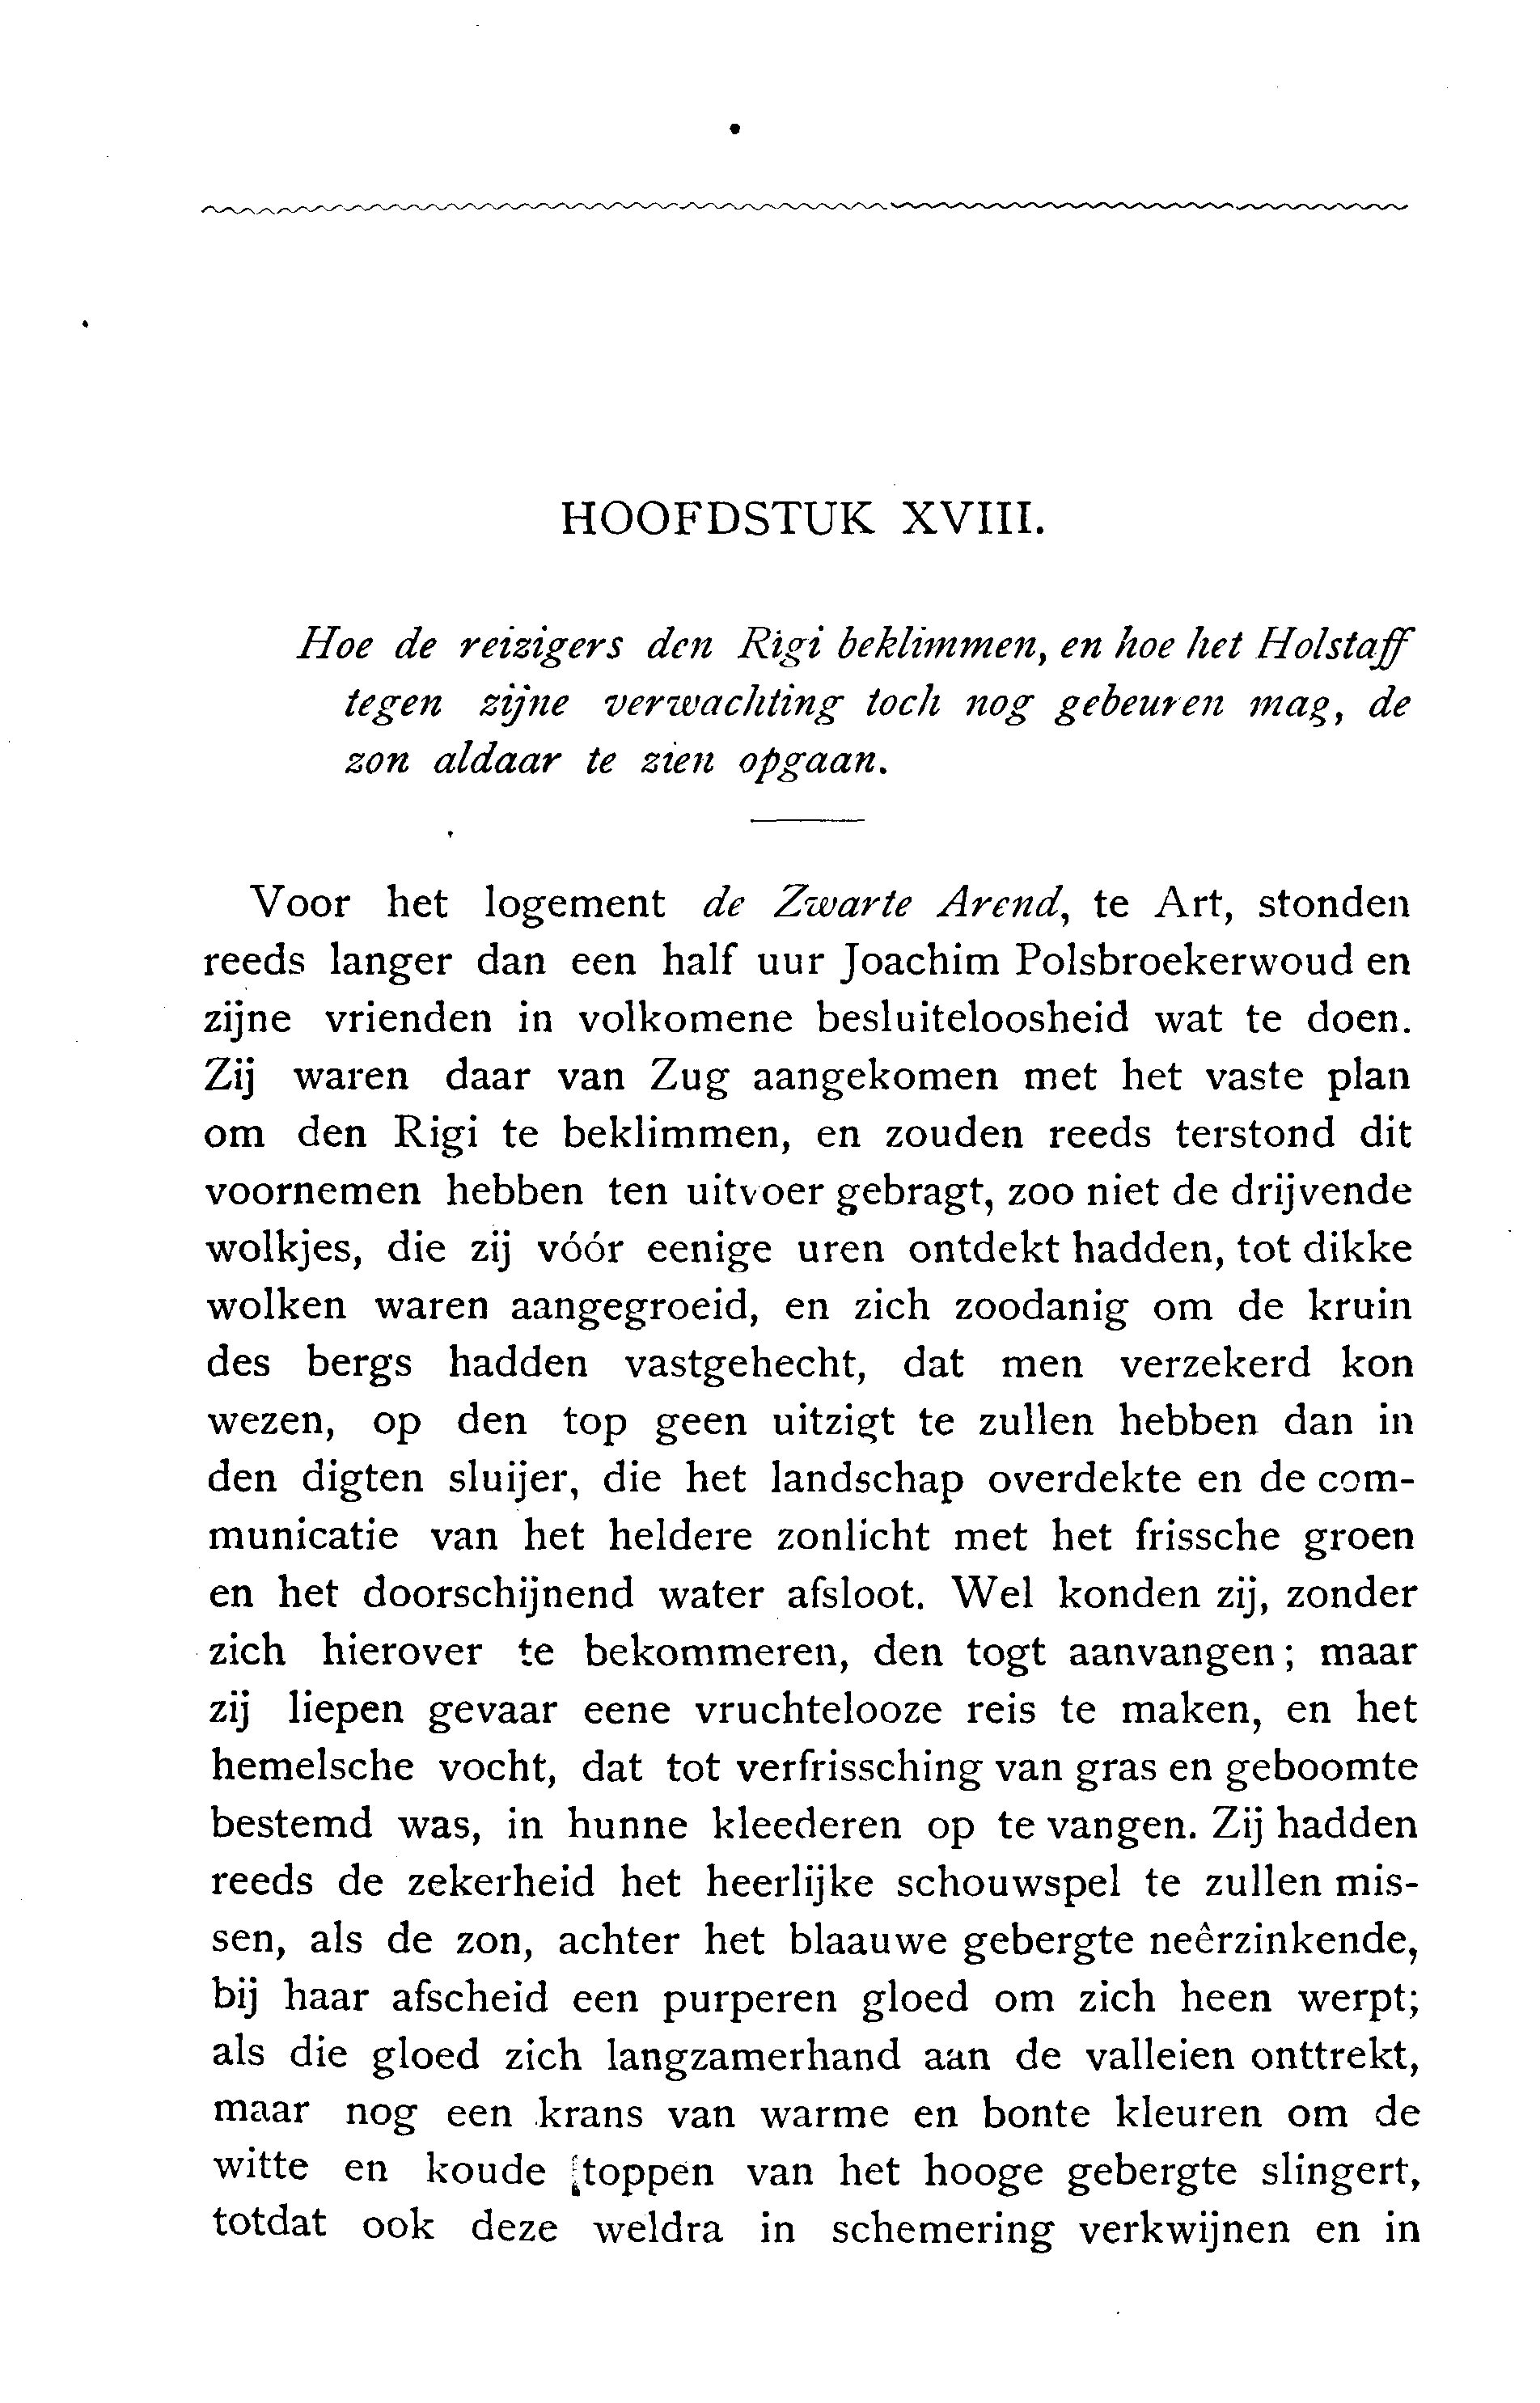 HOOFDSTUK XVIII.
Hoe de reizigers den Rigi beklimmen, en hoe het Holstaff
tegen zijne verwachting toch nog gebeuren mag, de
zon aldaar te zien opgaan.
Voor het logement de Zwarte Arend, te Art, stonden
reeds langer dan een half uur Joachim Polsbroekerwoud en
zijne vrienden in volkomene besluiteloosheid wat te doen.
Zij waren daar van Zug aangekomen met het vaste plan
om den Rigi te beklimmen, en zouden reeds terstond dit
voornemen hebben ten uitvoer gebragt, zoo niet de drijvende
wolkjes, die zij vóór eenige uren ontdekt hadden, tot dikke
wolken waren aangegroeid, en zich zoodanig om de kruin
des bergs hadden vastgehecht, dat men verzekerd kon
wezen, op den top geen uitzigt te zullen hebben dan in
den digten sluijer, die het landschap overdekte en de com-
municatie van het heldere zonlicht met het frissche groen
en het doorschijnend water afsloot. Wel konden zij, zonder
zich hierover te bekommeren, den togt aanvangen; maar
zij liepen gevaar eene vruchtelooze reis te maken, en het
hemelsche vocht, dat tot verfrissching van gras en geboomte
bestemd was, in hunne kleederen op te vangen. Zij hadden
reeds de zekerheid het heerlijke schouwspel te zullen mis-
sen, als de zon, achter het blaauwe gebergte neêrzinkende,
bij haar afscheid een purperen gloed om zich heen werpt;
als die gloed zich langzamerhand aan de valleien onttrekt,
maar nog een krans van warme en bonte kleuren om de
witte en koude toppen van het hooge gebergte slingert,
totdat ook deze weldra in schemering verkwijnen en in